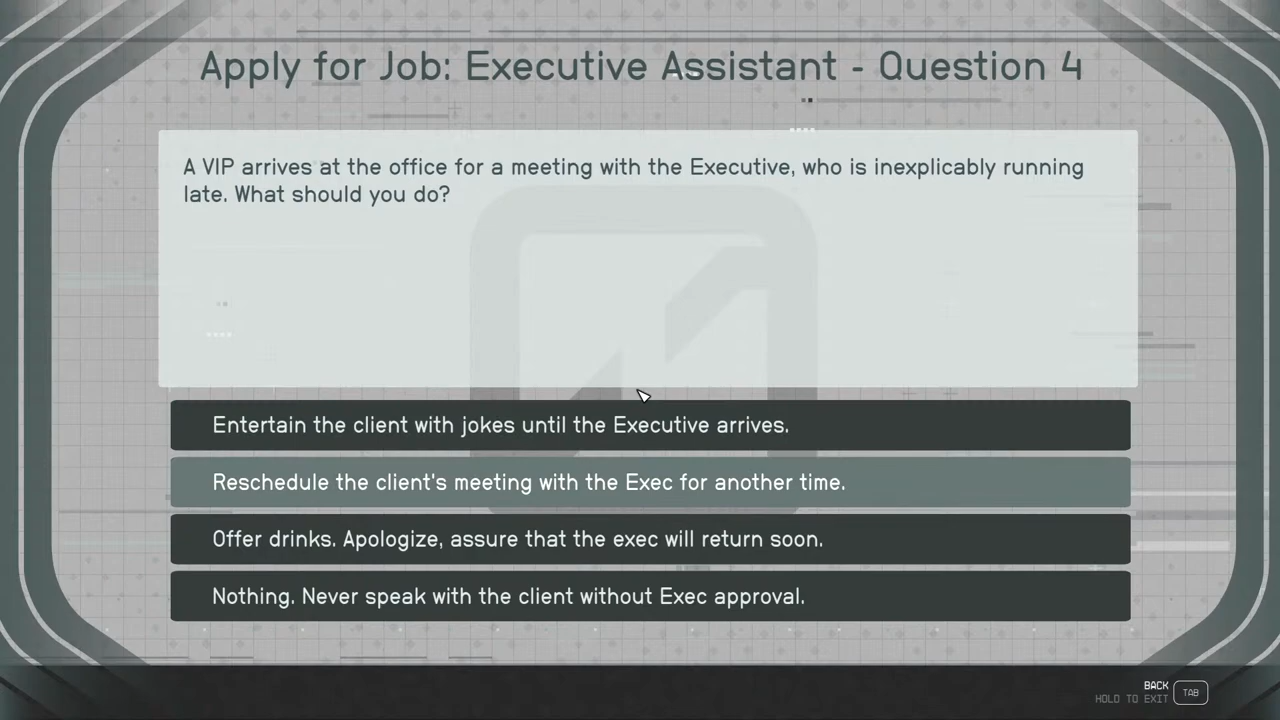 Apply for Job: Executive Assistant - Question 4
A VIP arrives at the office for a meeting with the Executive, who is inexplicably running
late. What should you do?
Entertain the client with jokes until the Executive arrives.
Reschedule the client's meeting with the Exec for another time.
Offer drinks. Apologize, assure that the exec will return soon.
Nothing. Never speak with the client without Exec approval.
BACK
HOLD TO EXIT TAB